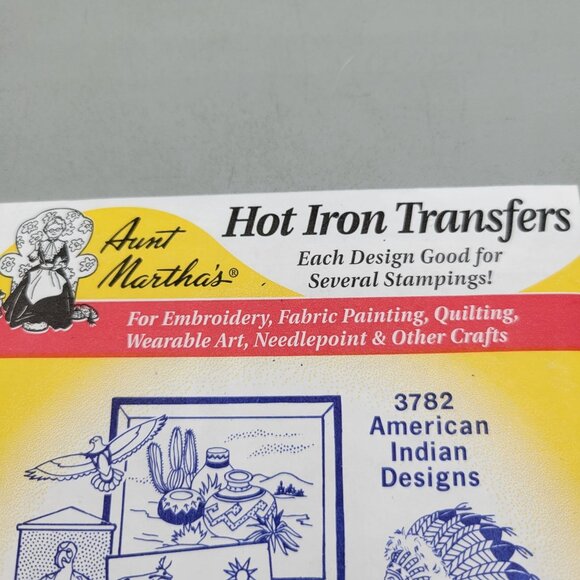 Aunt
Martha's®
Hot Iron Transfers
Each Design Good for
Several Stampings!
For Embroidery, Fabric Painting, Quilting,
Wearable Art, Needlepoint & Other Crafts
3782
American
Indian
Designs